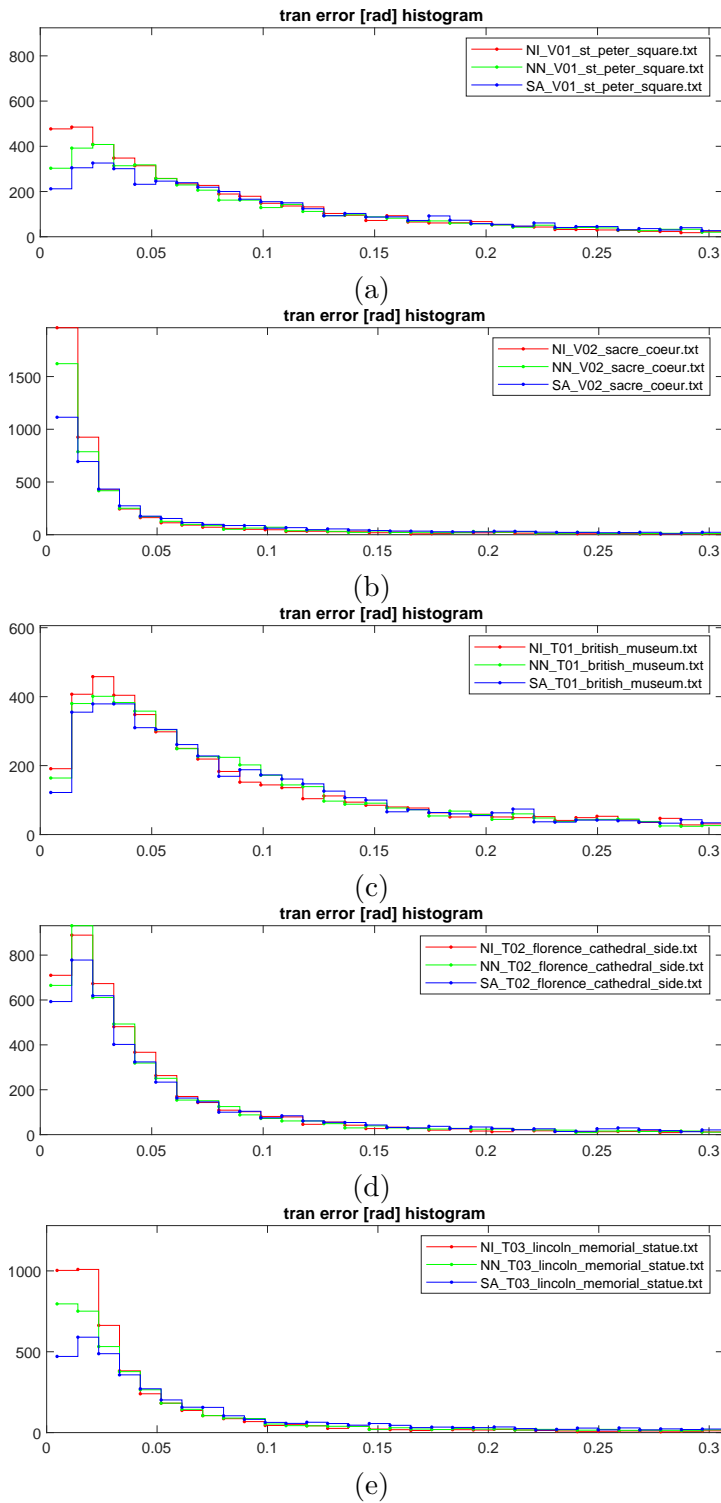 tran error [rad] histogram
800
600
400
200
0
NI_V01_st_peter_square.txt
NN_V01_st_peter_square.txt
SA_V01_st_peter_square.txt
0 0.05 0.1 0.15 0.2 0.25 0.3
(a)
tran error [rad] histogram
1500
1000
500
0
NI_V02_sacre_coeur.txt
NN_V02_sacre_coeur.txt
SA_V02_sacre_coeur.txt
0 0.05 0.1 0.15 0.2 0.25 0.3
(b)
tran error [rad] histogram
600
400
200
0
NI_T01_british_museum.txt
NN_T01_british_museum.txt
SA_T01_british_museum.txt
0 0.05 0.1 0.15 0.2 0.25 0.3
(c)
tran error [rad] histogram
800
600
400
200
0
NI_T02_florence_cathedral_side.txt
NN_T02_florence_cathedral_side.txt
SA_T02_florence_cathedral_side.txt
0 0.05 0.1 0.15 0.2 0.25 0.3
(d)
tran error [rad] histogram
1000
500
0
NI_T03_lincoln_memorial_statue.txt
NN_T03_lincoln_memorial_statue.txt
SA_T03_lincoln_memorial_statue.txt
0 0.05 0.1 0.15 0.2 0.25 0.3
(e)